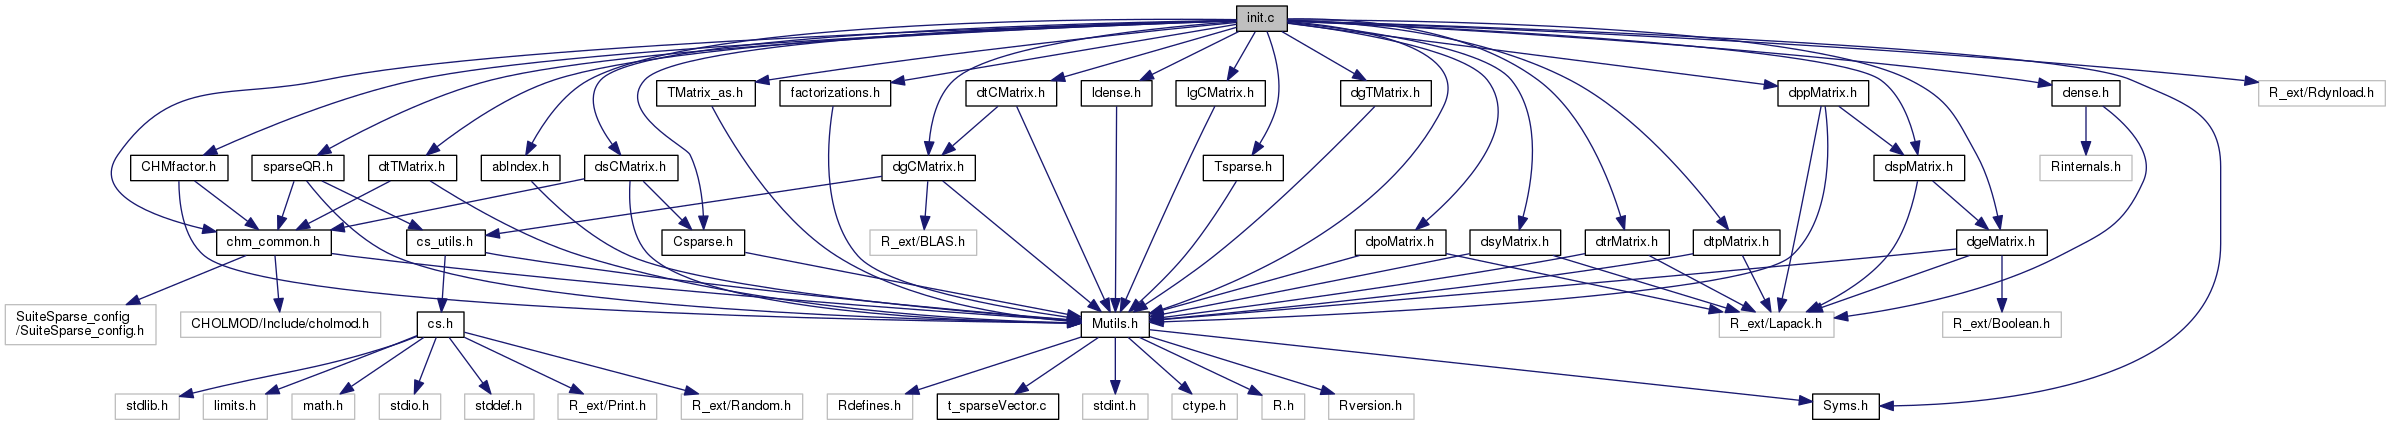 init.c
TMatrix_as.h
factorizations.h
dtCMatrix.h
ldense.h
lgCMatrix.h
dgTMatrix.h
dppMatrix.h
dense.h
R_ext/Rdynload.h
CHMfactor.h
sparseQR.h
dtTMatrix.h
abIndex.h
dsCMatrix.h
dgCMatrix.h
Tsparse.h
dspMatrix.h
Rinternals.h
chm_common.h
cs_utils.h
Csparse.h
R_ext/BLAS.h
dpoMatrix.h
dsyMatrix.h
dtrMatrix.h
dtpMatrix.h
dgeMatrix.h
SuiteSparse_config
/SuiteSparse_config.h
CHOLMOD/Include/cholmod.h
cs.h
Mutils.h
R_ext/Lapack.h
R_ext/Boolean.h
stdlib.h
limits.h
math.h
stdio.h
stddef.h
R_ext/Print.h
R_ext/Random.h
Rdefines.h
t_sparseVector.c
stdint.h
ctype.h
R.h
Rversion.h
Syms.h